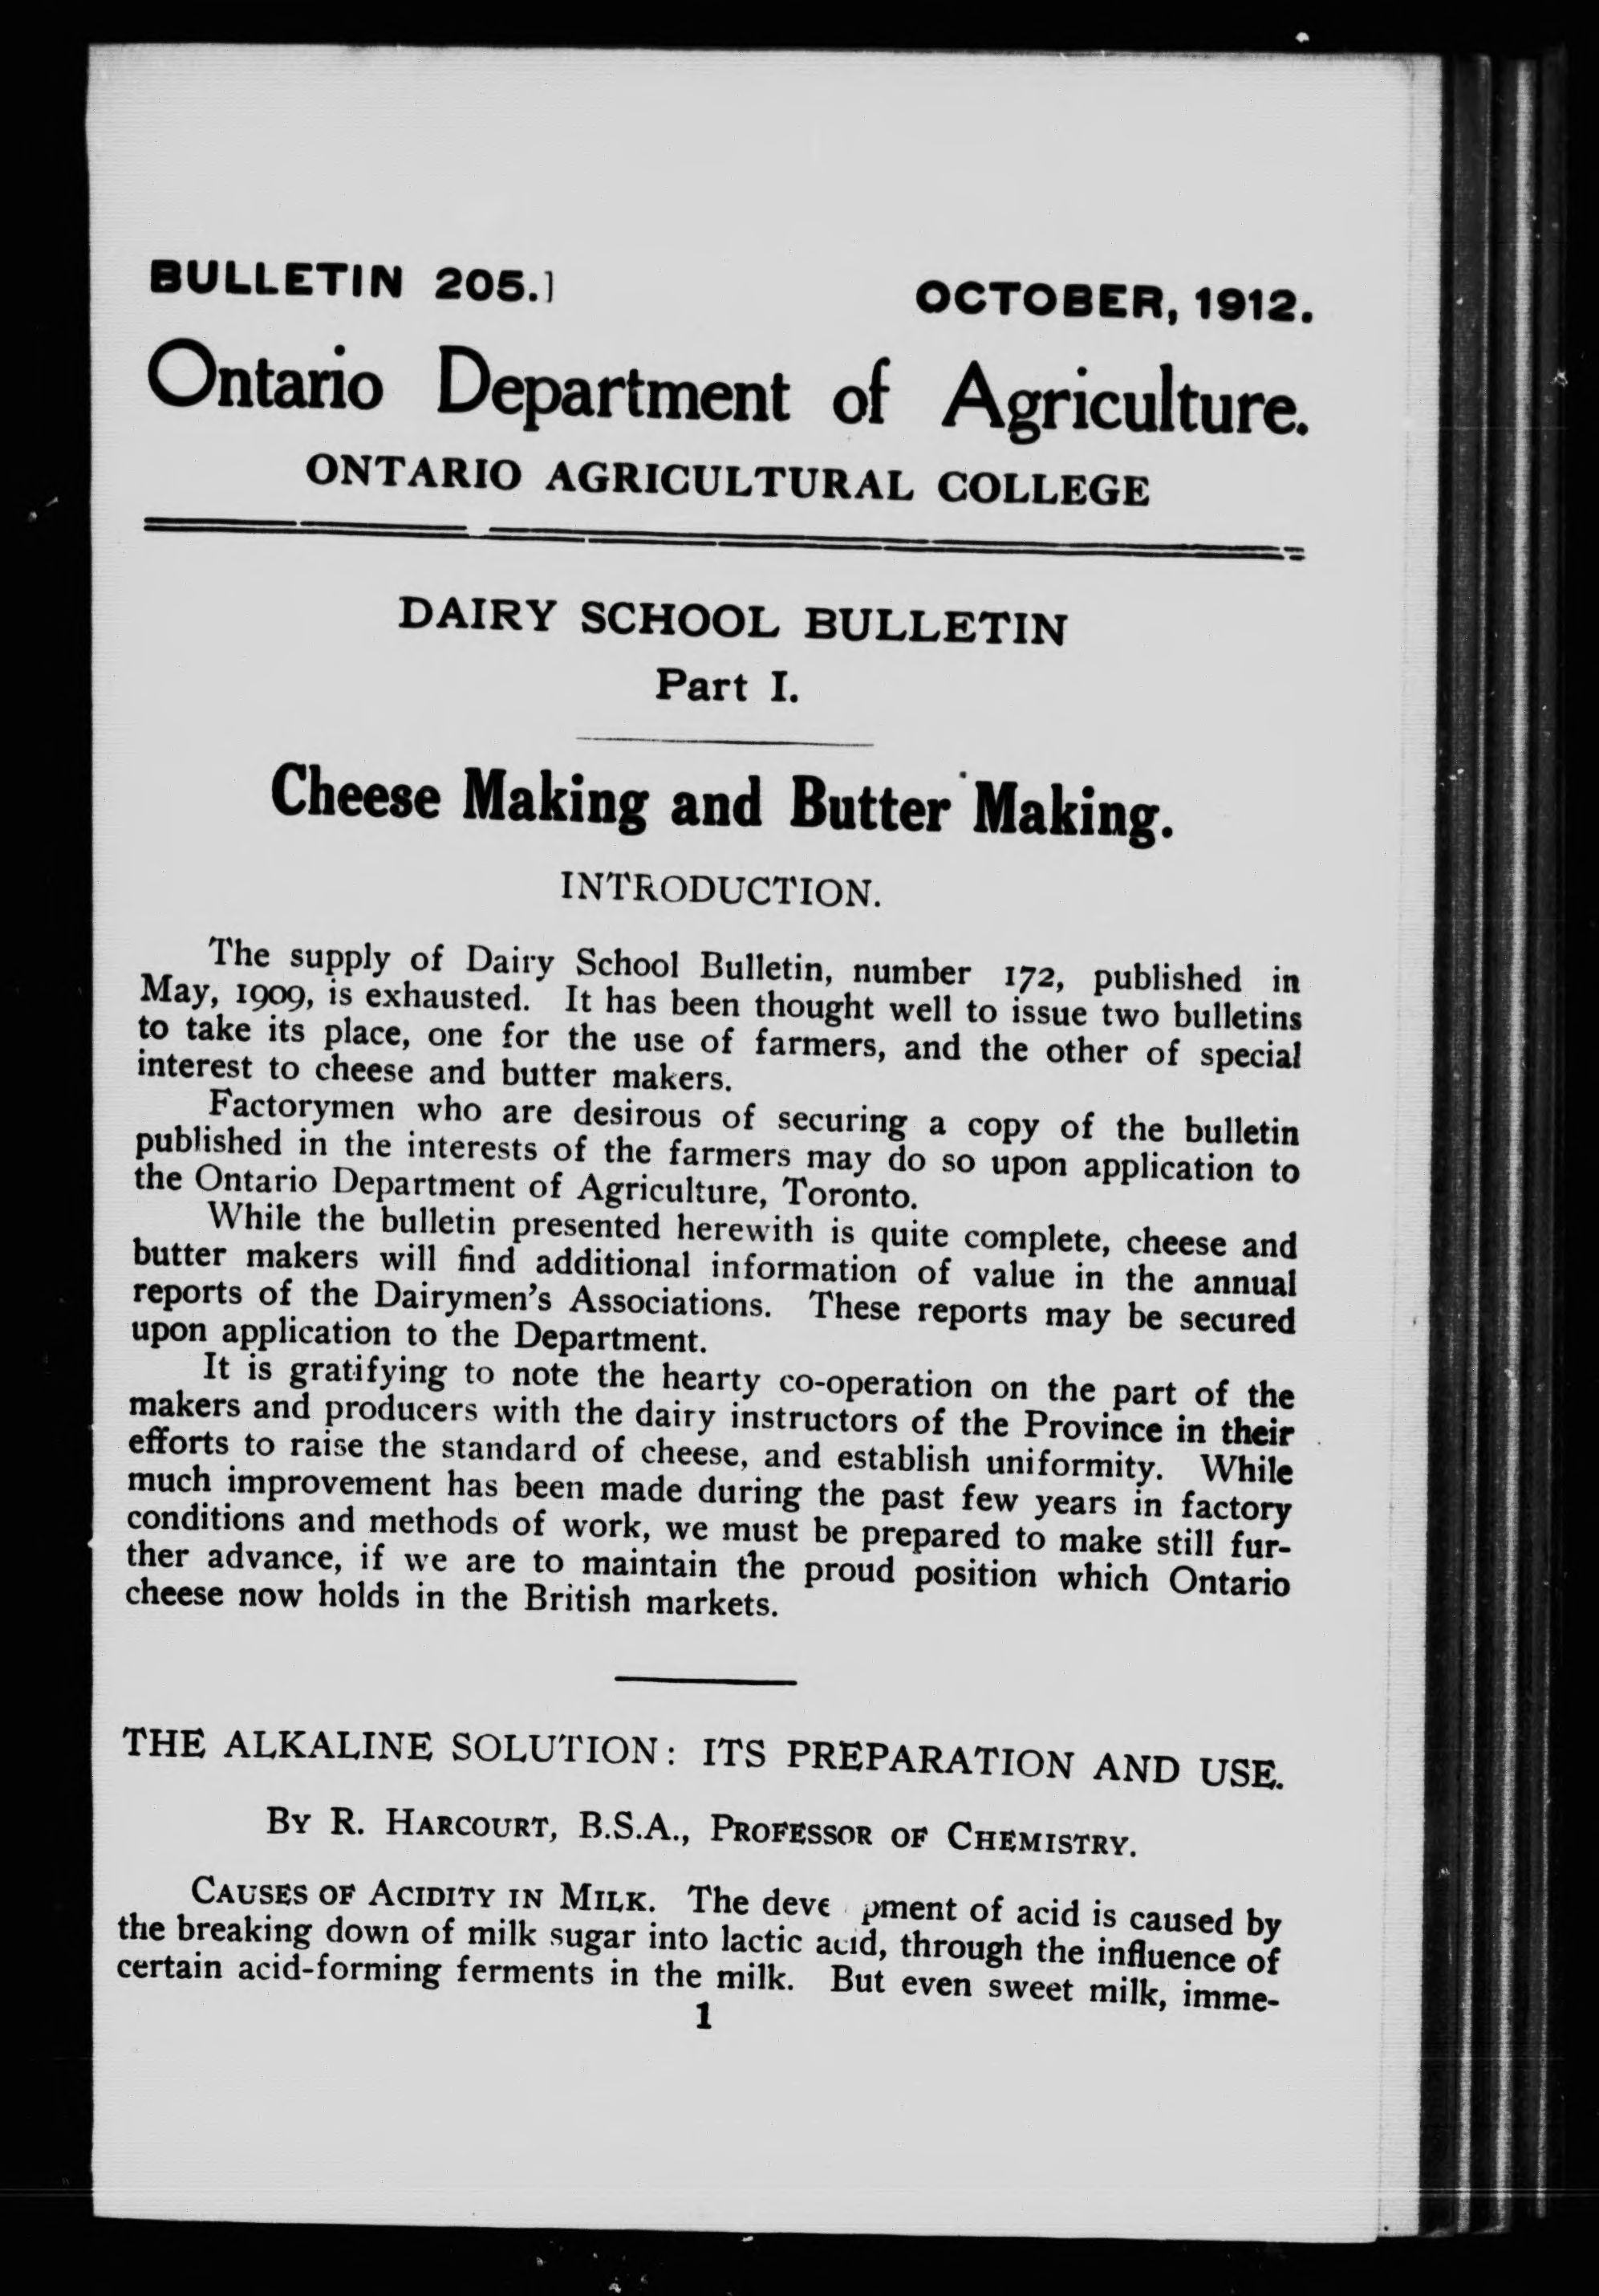 BULLETIN 205.]
OCTOBER, 1912.
Ontario Department of Agriculture.
ONTARIO AGRICULTURAL COLLEGE
DAIRY SCHOOL BULLETIN
Part I.
Cheese Making and Butter Making.
INTRODUCTION.
The supply of Dairy School Bulletin, number 172, published in
May, 1909, is exhausted. It has been thought well to issue two bulletins
to take its place, one for the use of farmers, and the other of special
interest to cheese and butter makers.
Factorymen who are desirous of securing a copy of the bulletin
published in the interests of the farmers may do so upon application to
the Ontario Department of Agriculture, Toronto.
While the bulletin presented herewith is quite complete, cheese and
butter makers will find additional information of value in the annual
reports of the Dairymen's Associations. These reports may be secured
upon application to the Department.
It is gratifying to note the hearty co-operation on the part of the
makers and producers with the dairy instructors of the Province in their
efforts to raise the standard of cheese, and establish uniformity. While
much improvement has been made during the past few years in factory
conditions and methods of work, we must be prepared to make still fur-
ther advance, if we are to maintain the proud position which Ontario
cheese now holds in the British markets.
THE ALKALINE SOLUTION: ITS PREPARATION AND USE.
BY R. HARCOURT, B.S.A., PROFESSOR OF CHEMISTRY.
CAUSES OF ACIDITY IN MILK. The deve pment of acid is caused by
the breaking down of milk sugar into lactic acid, through the influence of
certain acid-forming ferments in the milk. But even sweet milk, imme-
1